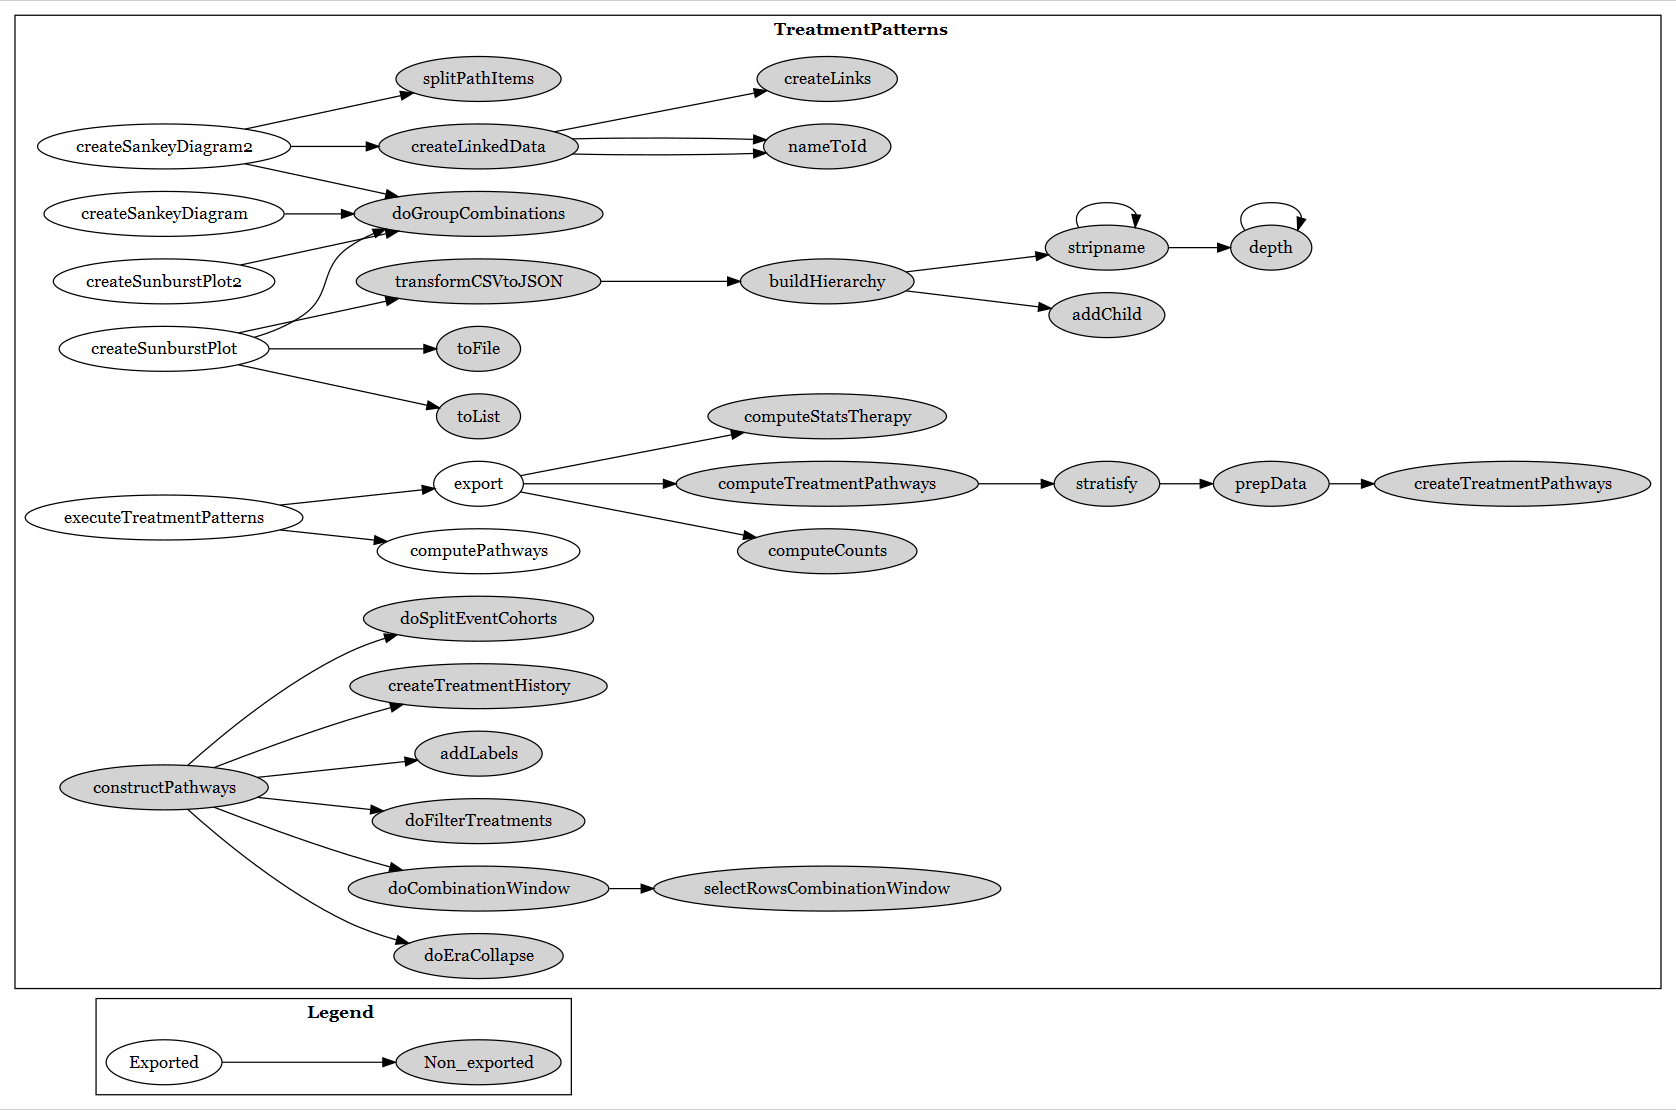 TreatmentPatterns
splitPathItems
createLinks
createSankeyDiagram2
createLinkedData
nameToId
createSankeyDiagram
doGroupCombinations
stripname
depth
createSunburstPlot2
transformCSVtoJSON
buildHierarchy
addChild
createSunburstPlot
toFile
toList
computeStatsTherapy
export
computeTreatmentPathways
stratisfy
prepData
createTreatmentPathways
executeTreatmentPatterns
computePathways
computeCounts
doSplitEventCohorts
createTreatmentHistory
addLabels
constructPathways
doFilterTreatments
doCombinationWindow
selectRowsCombinationWindow
doEraCollapse
Legend
Exported
Non_exported